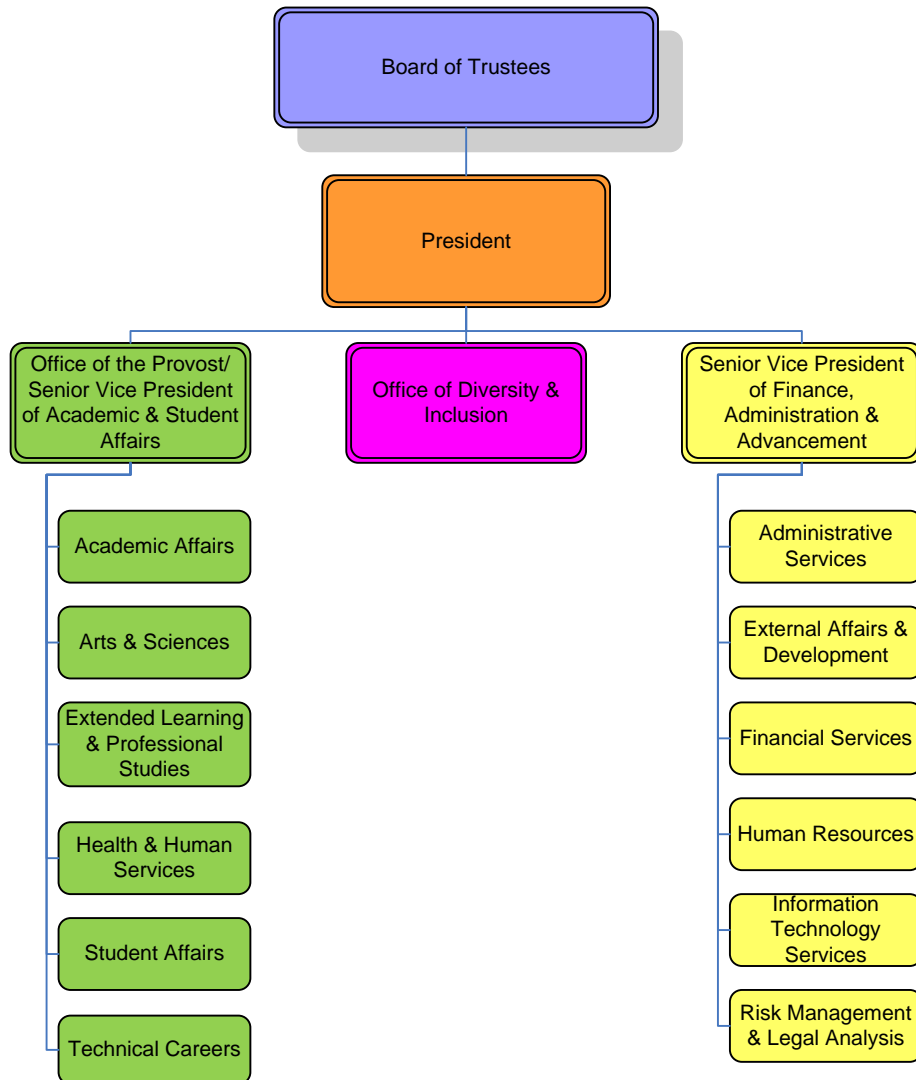 Board of Trustees
President
Office of the Provost/
Senior Vice President
of Academic & Student
Affairs
Office of Diversity &
Inclusion
Senior Vice President
of Finance,
Administration &
Advancement
Academic Affairs
Arts & Sciences
Extended Learning
& Professional
Studies
Health & Human
Services
Student Affairs
Technical Careers
Administrative
Services
External Affairs &
Development
Financial Services
Human Resources
Information
Technology
Services
Risk Management
& Legal Analysis